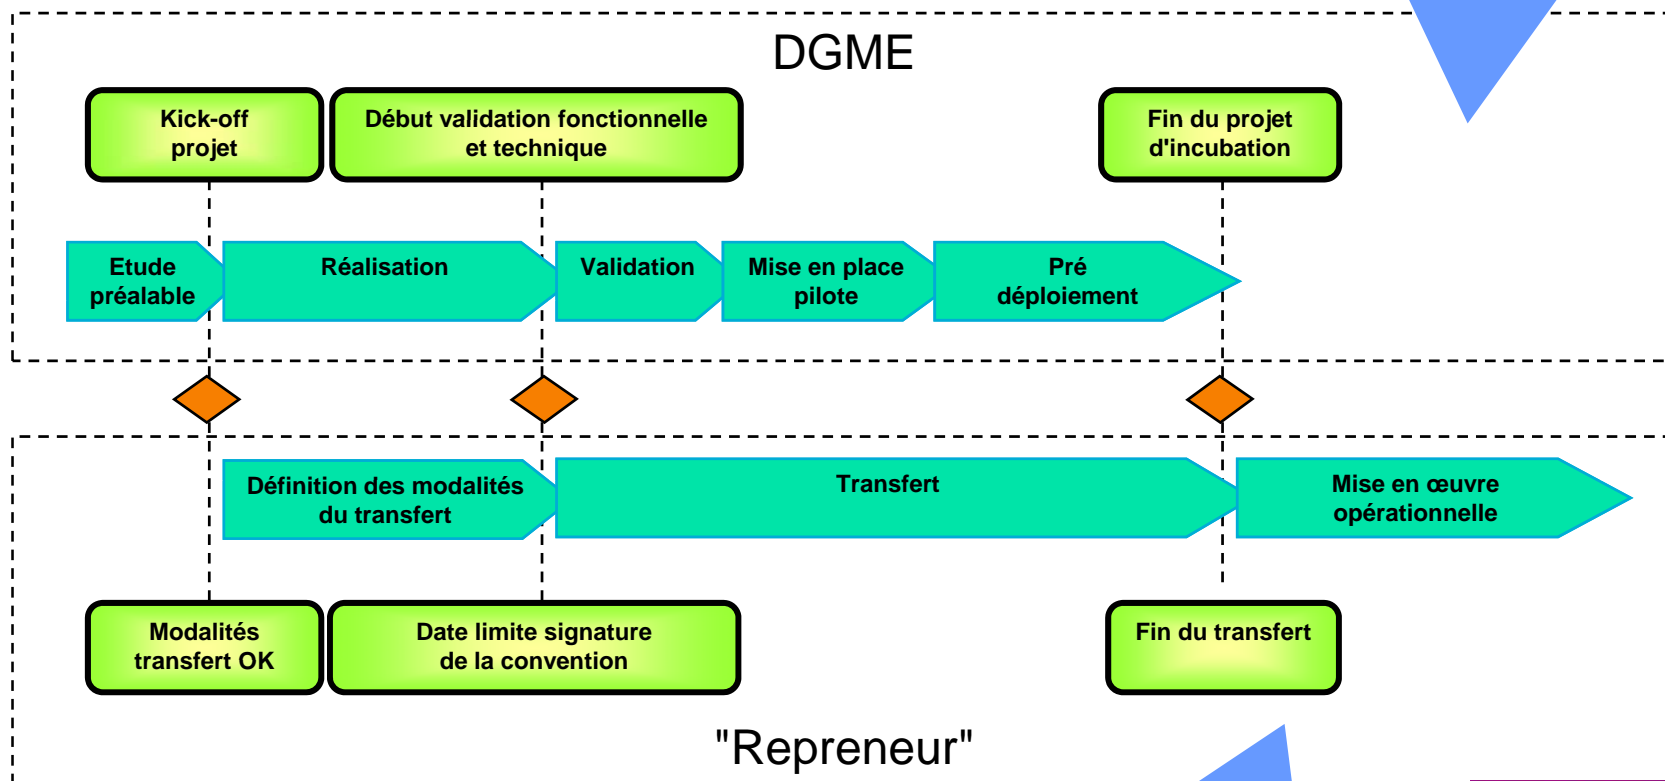 DGME
Kick-off
projet
Début validation fonctionnelle
et technique
Fin du projet
d'incubation
Etude
préalable
Réalisation
Validation
Mise en place
pilote
Pré
déploiement
Définition des modalités
du transfert
Transfert
Mise en œuvre
opérationnelle
Modalités
transfert OK
Date limite signature
de la convention
Fin du transfert
"Repreneur"